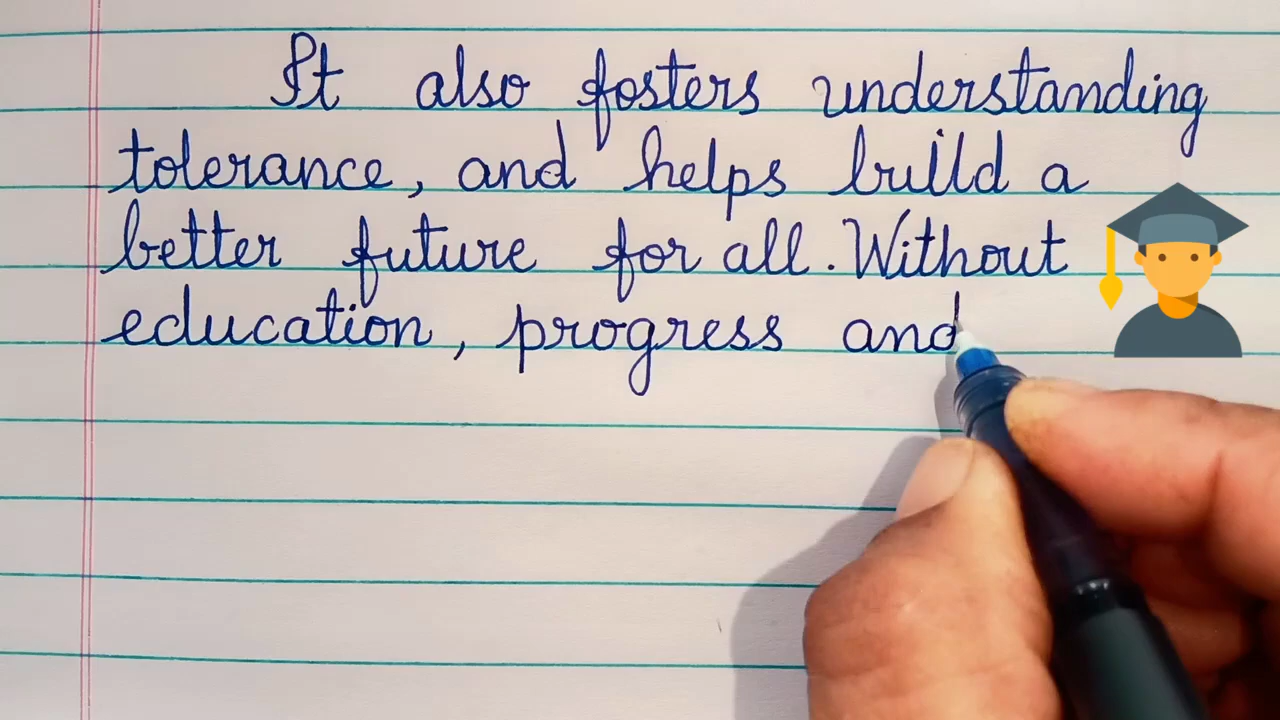 It also fosters understanding
tolerance, and helps build a
better future for all. Without
education, progress and